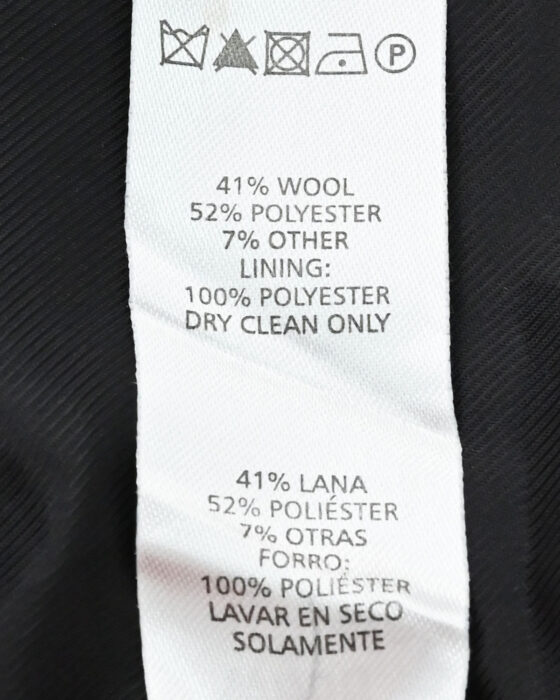 P
41% WOOL
52% POLYESTER
7% OTHER
LINING:
100% POLYESTER
DRY CLEAN ONLY
41% LANA
52% POLIÉSTER
7% OTRAS
FORRO:
100% POLIÉSTER
LAVAR EN SECO
SOLAMENTE